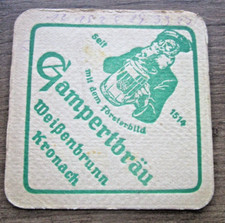 Seit
1514
mit dem Försterbild
Gampertbräu
Weißenbrunn
Kronach